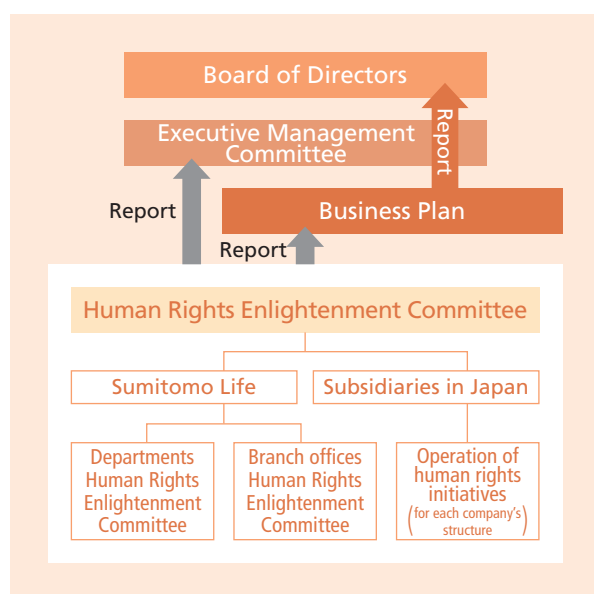 Board of Directors
Report
Executive Management
Committee
Report
Business Plan
Report
Human Rights Enlightenment Committee
Sumitomo Life
Subsidiaries in Japan
Departments
Human Rights
Enlightenment
Committee
Branch offices
Human Rights
Enlightenment
Committee
Operation of
human rights
initiatives
(for each company's
structure)